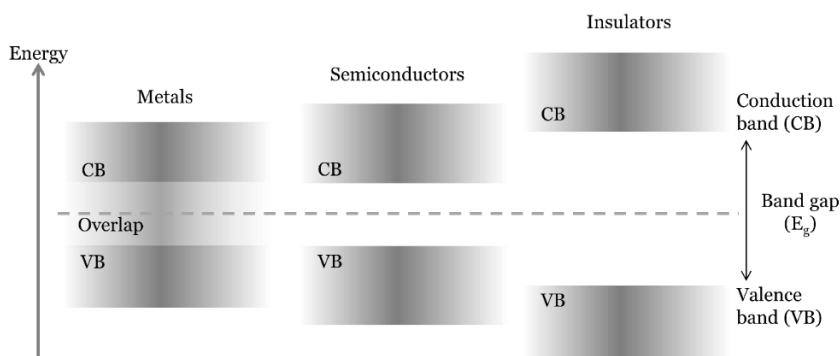 Energy
Metals
Semiconductors
Insulators
CB
CB
CB
Conduction
band (CB)
Overlap
Band gap
(Eg)
VB
VB
VB
Valence
band (VB)